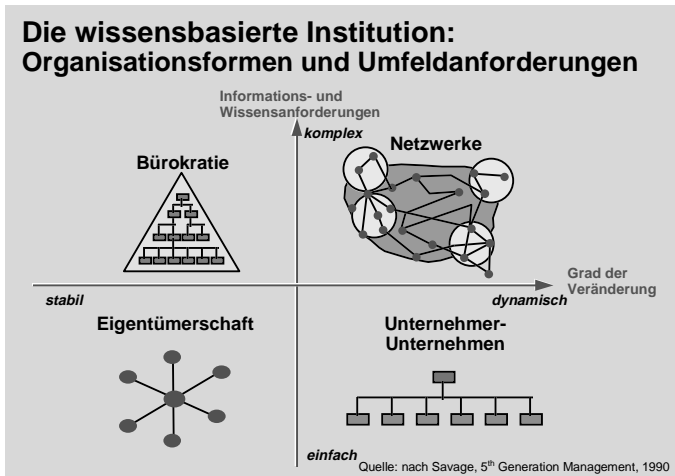 Die wissensbasierte Institution:
Organisationsformen und Umfeldanforderungen
Informations- und
Wissensanforderungen
komplex
Netzwerke
Bürokratie
Grad der
Veränderung
stabil
dynamisch
Eigentümerschaft
Unternehmer-
Unternehmen
einfach
Quelle: nach Savage, 5th Generation Management, 1990